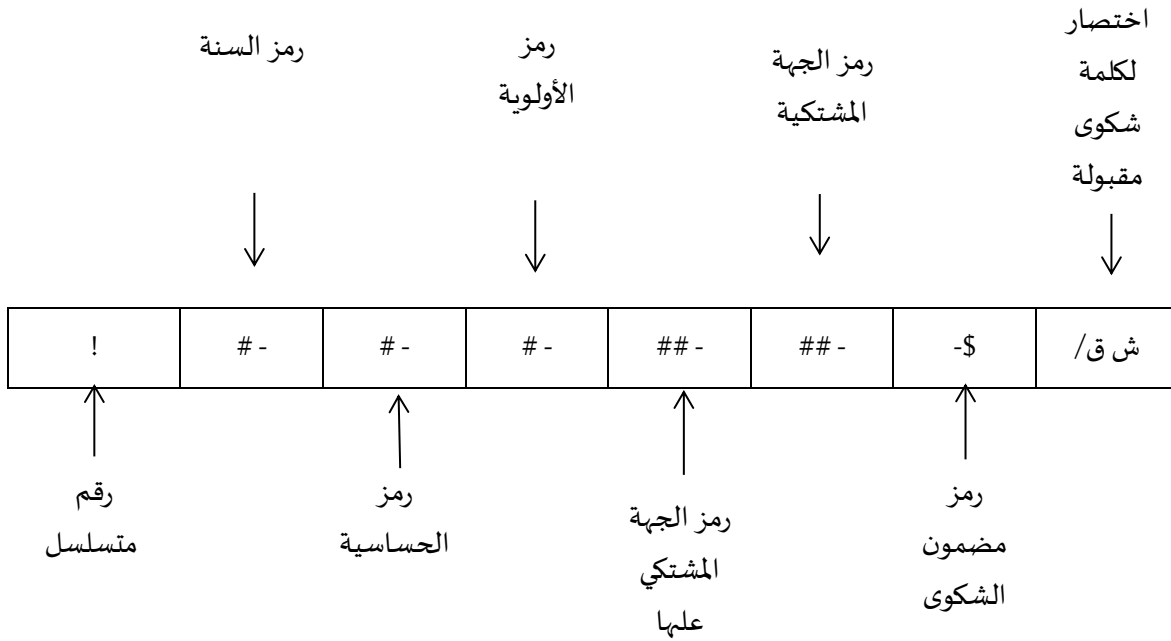 اختصار
لكلمة
شكوى
مقبولة
رمز الجهة
المشتكية
رمز
الأولوية
رمز السنة
ش ق/
$-
## -
## -
# -
# -
# -
!
رمز
مضمون
الشكوى
رمز الجهة
المشتكي
علها
رمز
الحساسية
رقم
متسلسل